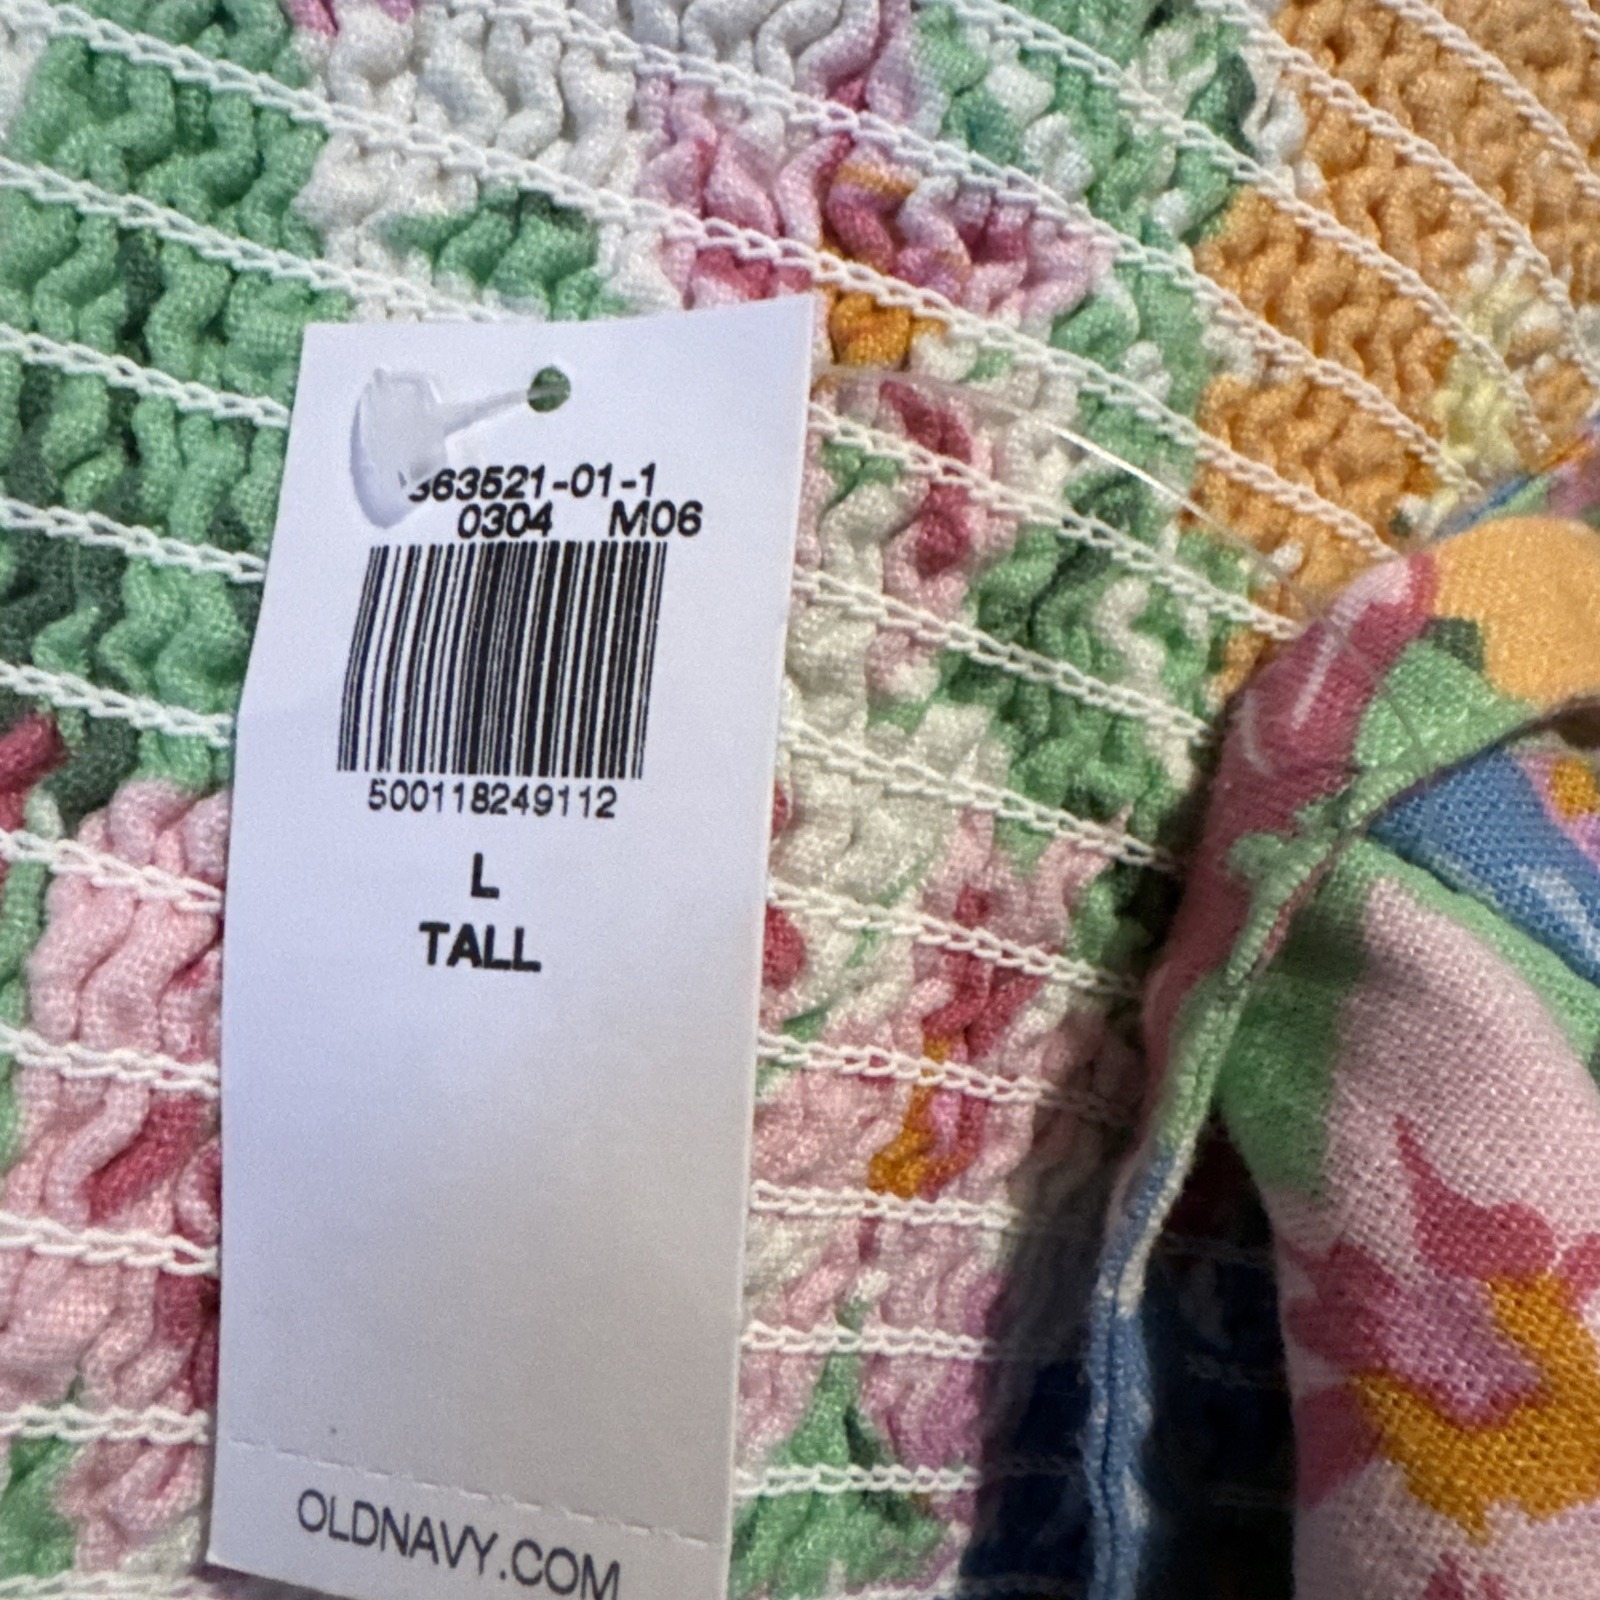 363521-01-1
0304 M06
500118249112
L
TALL
OLDNAVY.COM